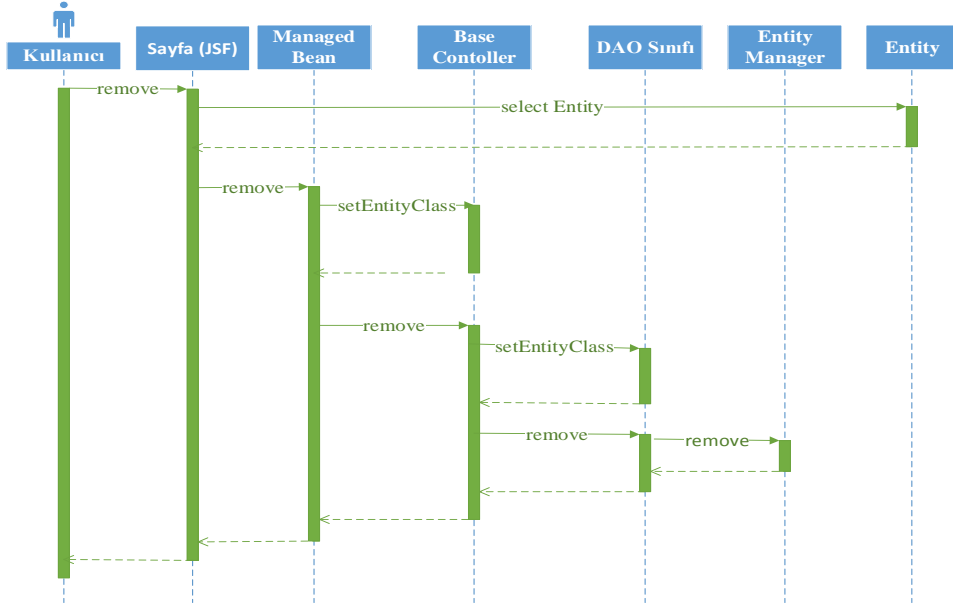 Kullanıcı
Sayfa (JSF)
Managed
Bean
Base
Contoller
DAO Sınıfı
Entity
Manager
Entity
remove
select Entity
remove
setEntityClass
remove
setEntityClass
remove
remove